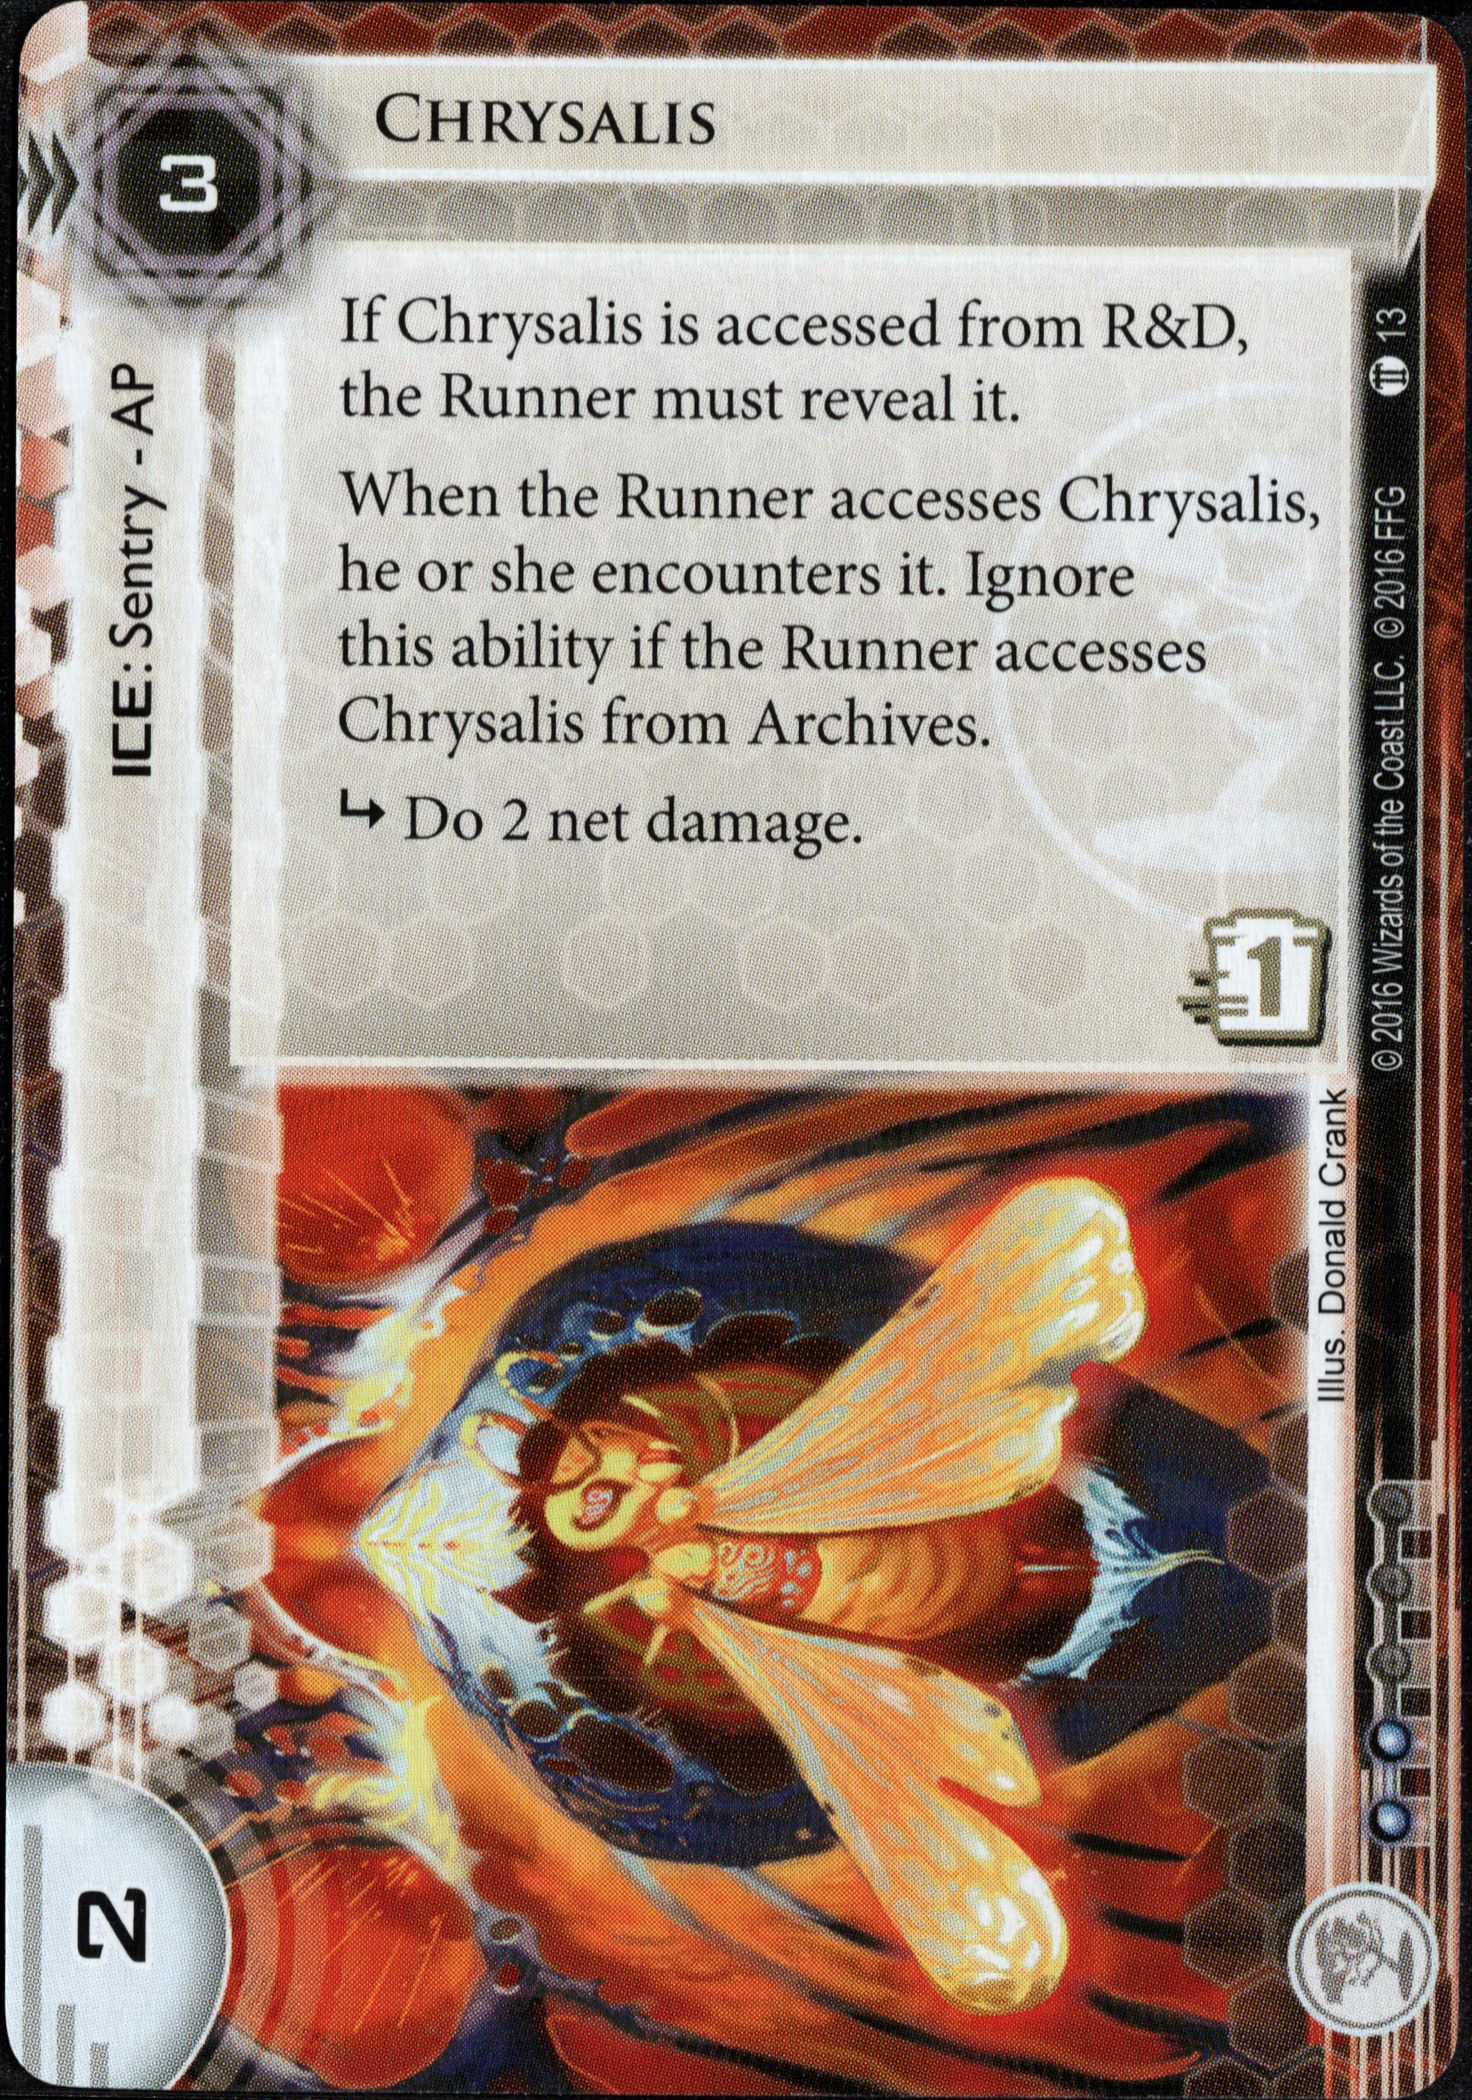 3
CHRYSALIS
ICE: Sentry - AP
If Chrysalis is accessed from R&D,
the Runner must reveal it.
When the Runner accesses Chrysalis,
he or she encounters it. Ignore
this ability if the Runner accesses
Chrysalis from Archives.
↳ Do 2 net damage.
1
13
© 2016 Wizards of the Coast LLC. © 2016 FFG
Illus. Donald Crank
2